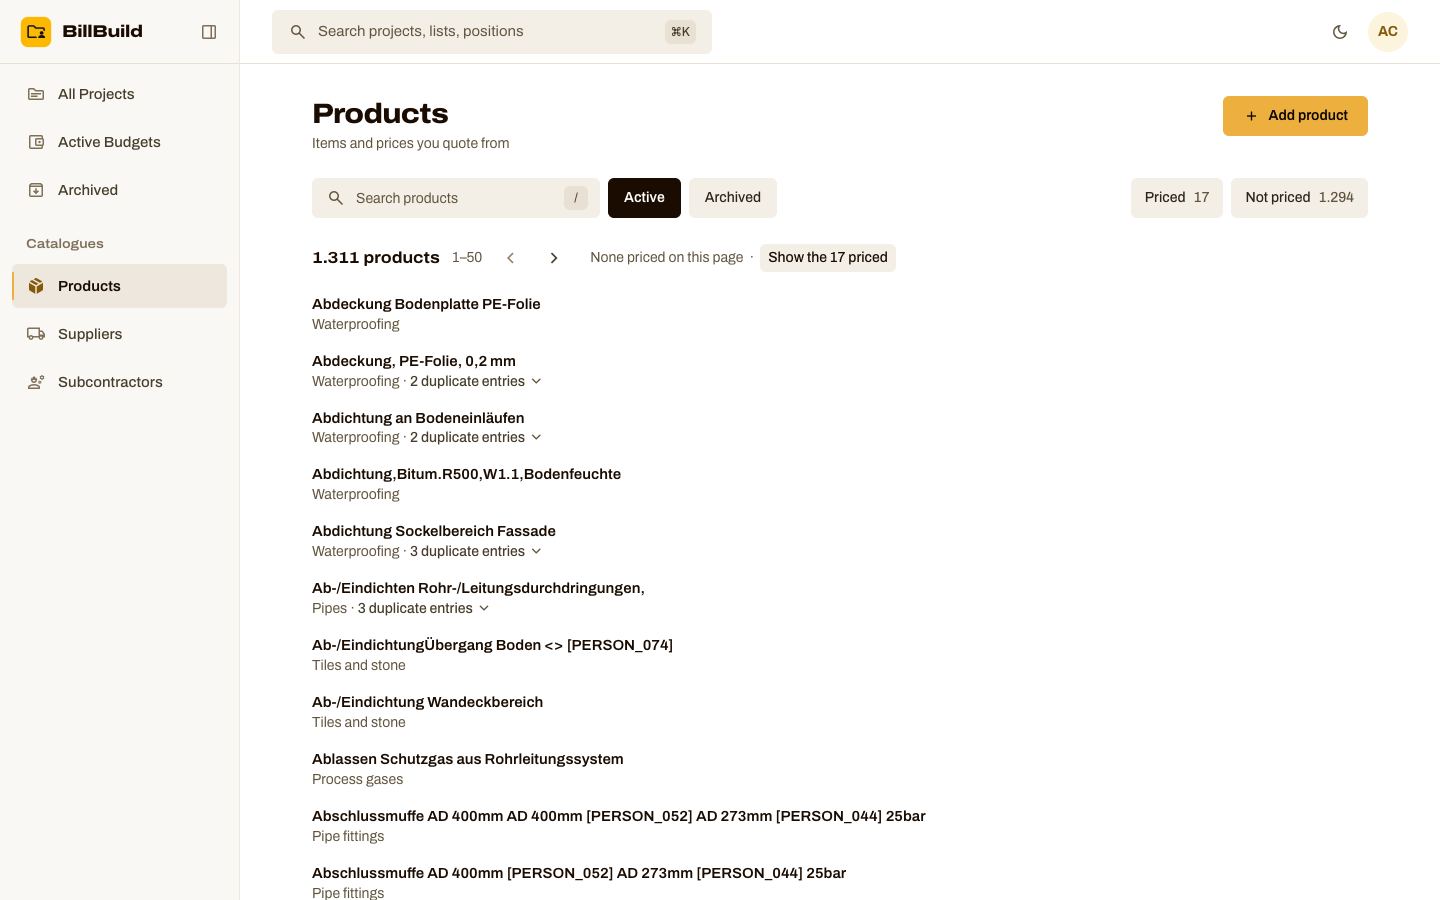 BillBuild
Search projects, lists, positions
⌘K
AC
All Projects
Active Budgets
Archived
Catalogues
Products
Suppliers
Subcontractors
Products
Items and prices you quote from
+ Add product
Search products
/
Active
Archived
Priced 17
Not priced 1.294
1.311 products 1–50
None priced on this page · Show the 17 priced
Abdeckung Bodenplatte PE-Folie
Waterproofing
Abdeckung, PE-Folie, 0,2 mm
Waterproofing · 2 duplicate entries
Abdichtung an Bodeneinläufen
Waterproofing · 2 duplicate entries
Abdichtung,Bitum.R500,W1.1,Bodenfeuchte
Waterproofing
Abdichtung Sockelbereich Fassade
Waterproofing · 3 duplicate entries
Ab-/Eindichten Rohr-/Leitungsdurchdringungen,
Pipes · 3 duplicate entries
Ab-/EindichtungÜbergang Boden <> [PERSON_074]
Tiles and stone
Ab-/Eindichtung Wandeckbereich
Tiles and stone
Ablassen Schutzgas aus Rohrleitungssystem
Process gases
Abschlussmuffe AD 400mm AD 400mm [PERSON_052] AD 273mm [PERSON_044] 25bar
Pipe fittings
Abschlussmuffe AD 400mm [PERSON_052] AD 273mm [PERSON_044] 25bar
Pipe fittings